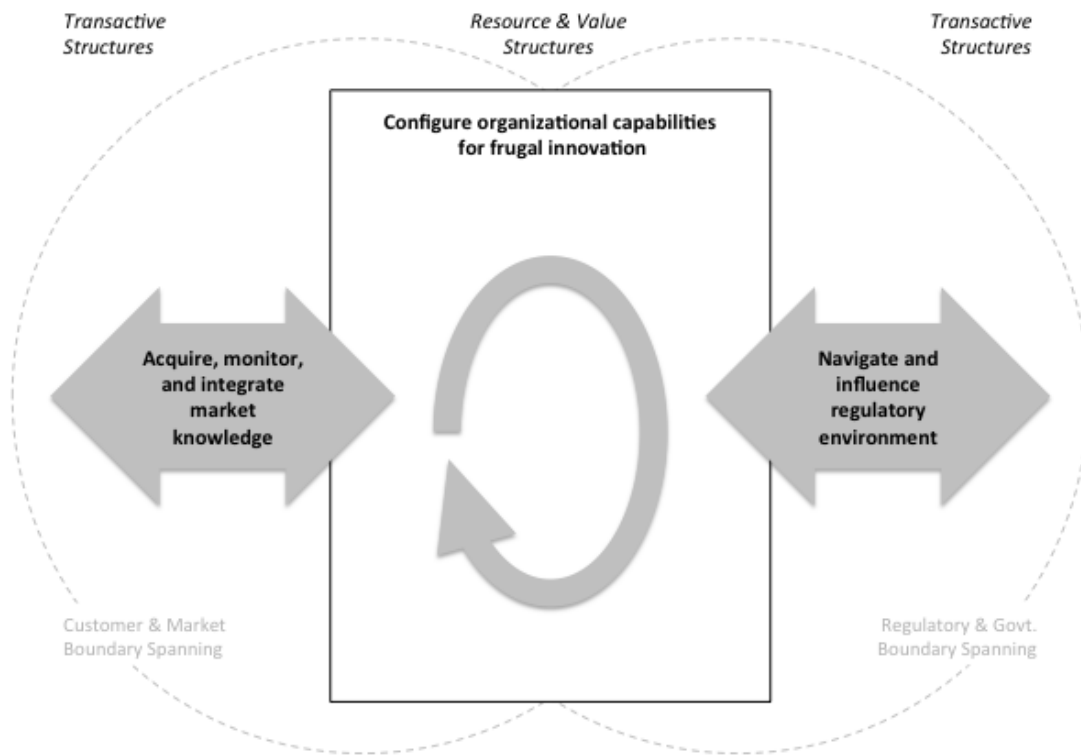 Transactive
Structures
Resource & Value
Structures
Transactive
Structures
Configure organizational capabilities
for frugal innovation
Acquire, monitor,
and integrate
market
knowledge
Navigate and
influence
regulatory
environment
Customer & Market
Boundary Spanning
Regulatory & Govt.
Boundary Spanning